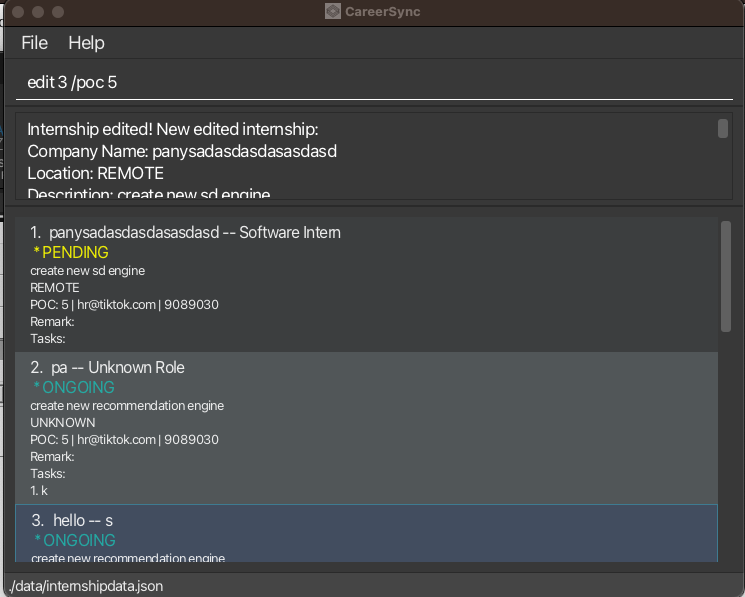 CareerSync
File Help
edit 3 /poc 5
Internship edited! New edited internship:
Company Name: panysadasdasdasasdasd
Location: REMOTE
Description: create new sd engine
1. panysadasdasdasasdasd -- Software Intern
*PENDING
create new sd engine
REMOTE
POC: 5 | hr@tiktok.com | 9089030
Remark:
Tasks:
2. pa -- Unknown Role
*ONGOING
create new recommendation engine
UNKNOWN
POC: 5 | hr@tiktok.com | 9089030
Remark:
Tasks:
1. k
3. hello -- s
*ONGOING
create new recommendation engine
./data/internshipdata.json